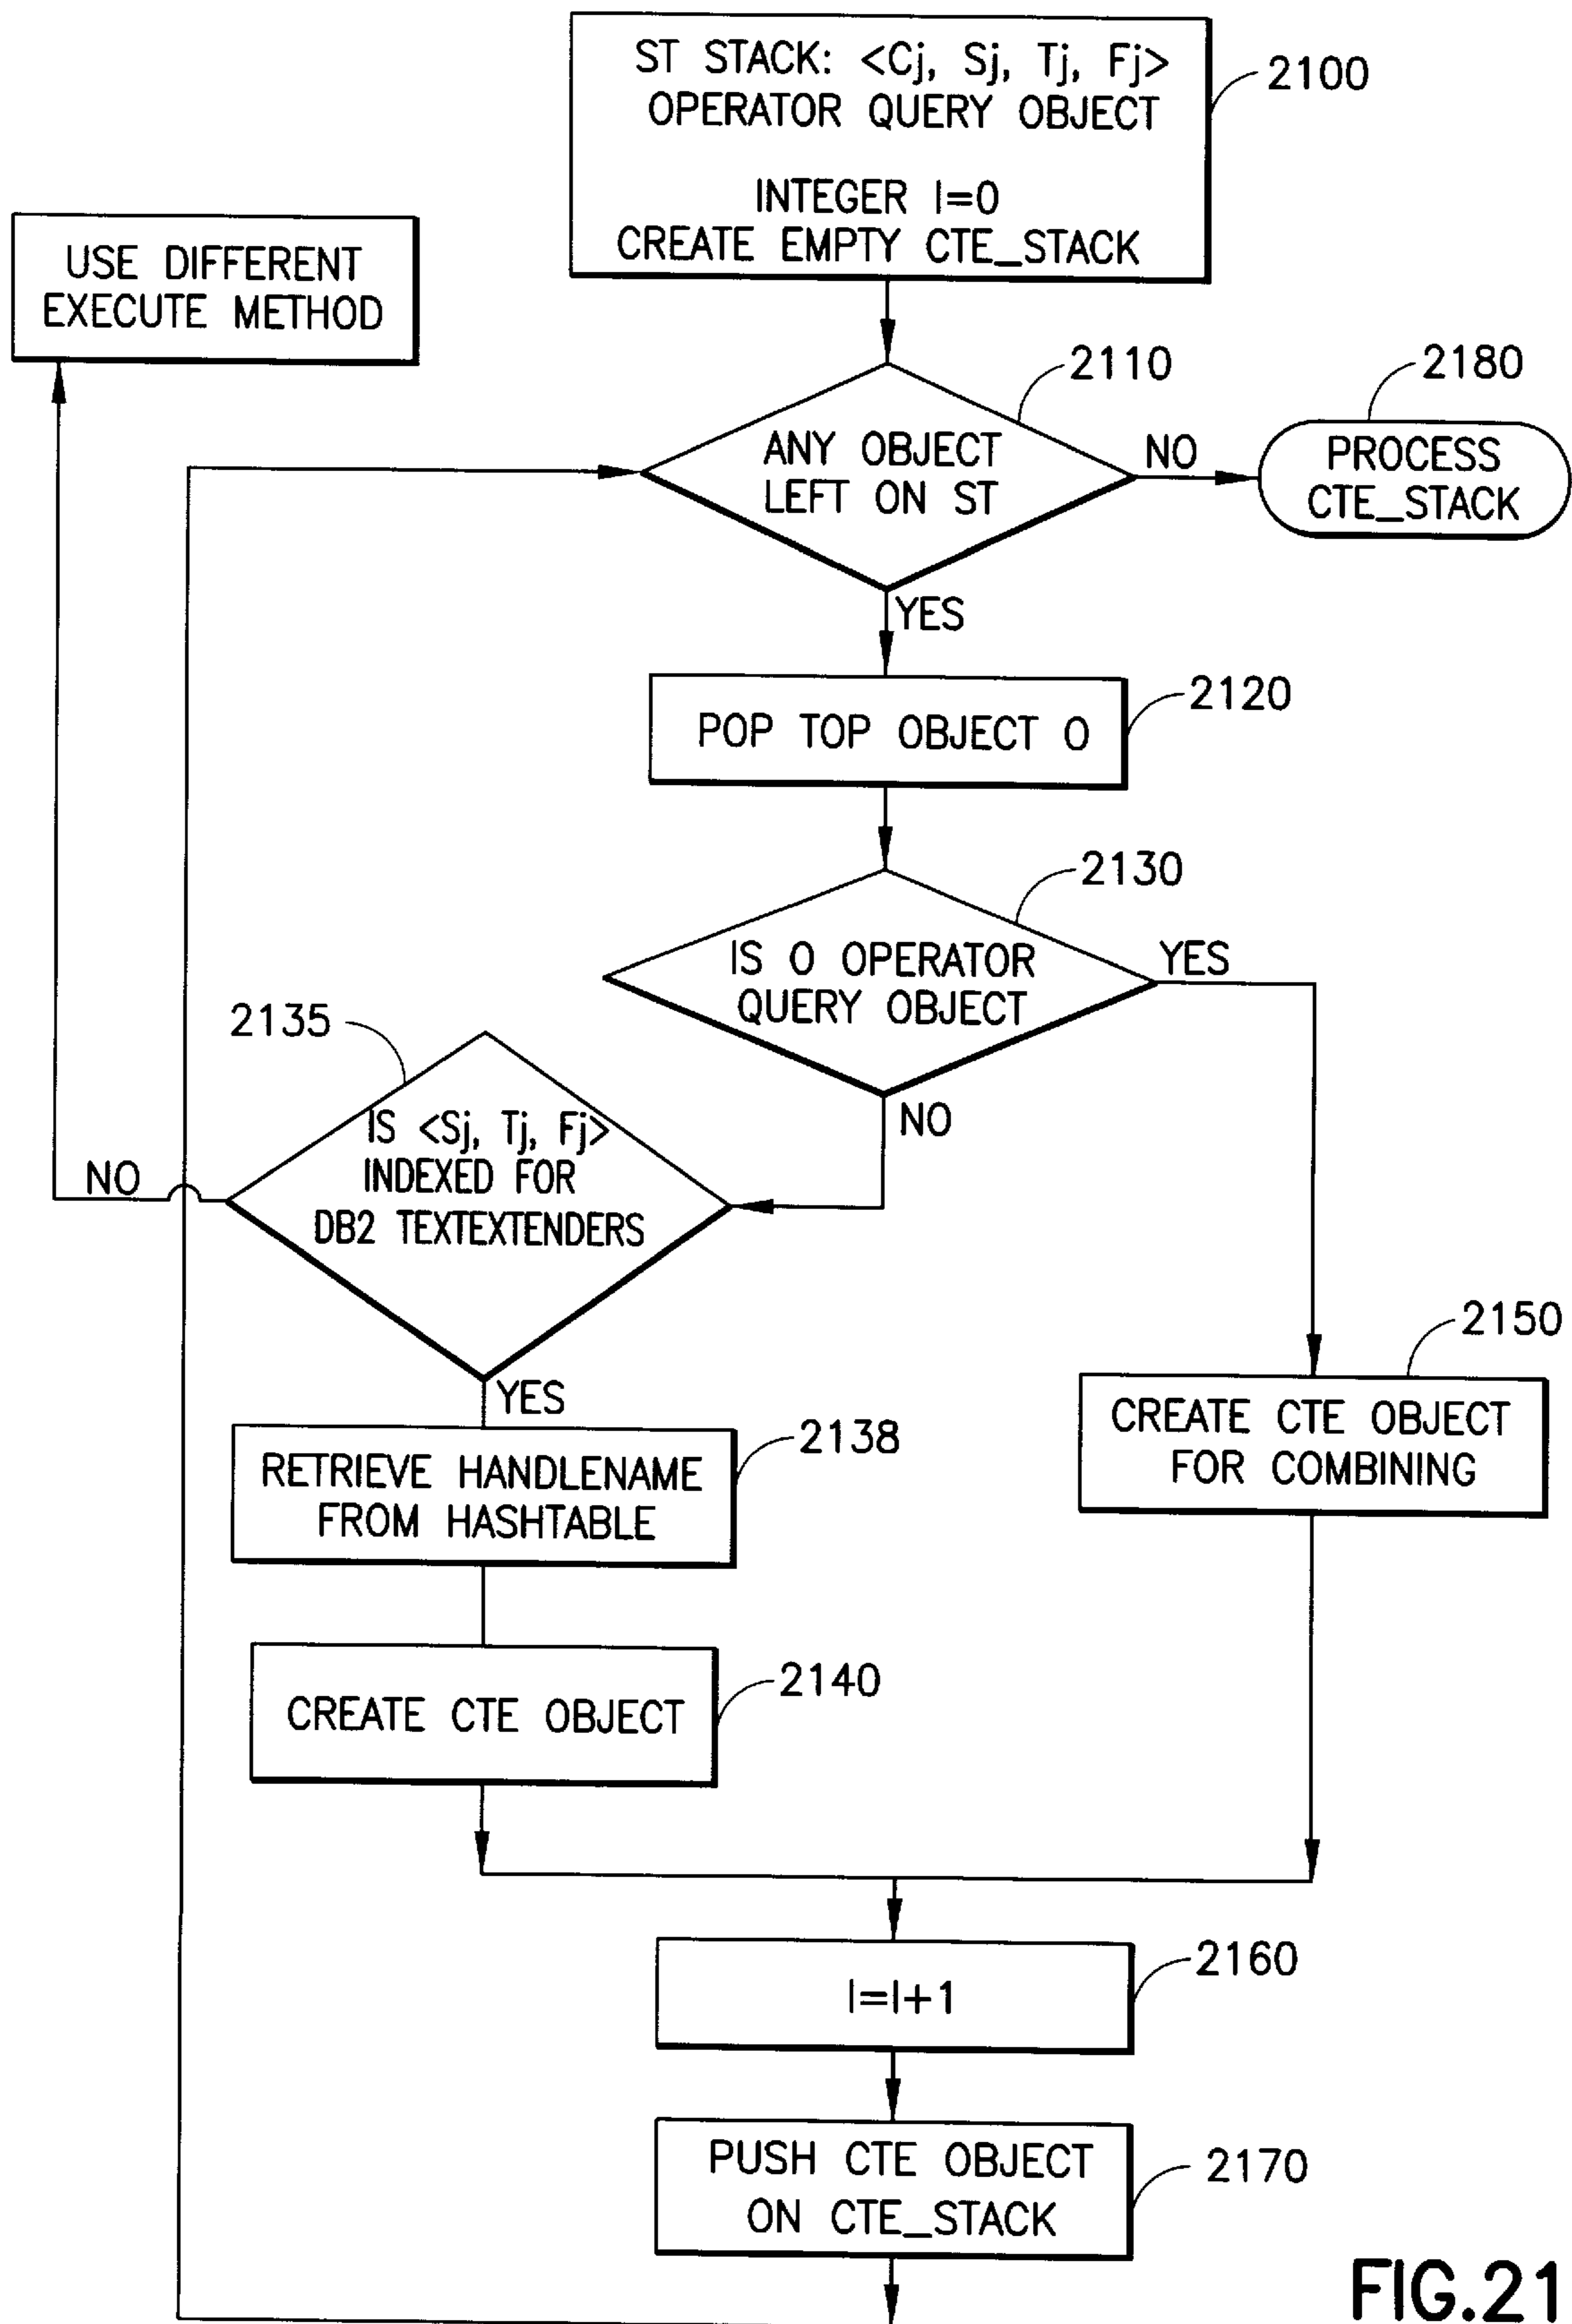 ST STACK: <Cj, Sj, Tj, Fj>
OPERATOR QUERY OBJECT
INTEGER I=0
CREATE EMPTY CTE_STACK
2100
USE DIFFERENT
EXECUTE METHOD
2110
ANY OBJECT
LEFT ON ST
NO
2180
PROCESS
CTE_STACK
YES
2120
POP TOP OBJECT O
2130
IS O OPERATOR
QUERY OBJECT
YES
NO
2135
IS <Sj, Tj, Fj>
INDEXED FOR
DB2 TEXTEXTENDERS
NO
YES
2138
RETRIEVE HANDLENAME
FROM HASHTABLE
2150
CREATE CTE OBJECT
FOR COMBINING
2140
CREATE CTE OBJECT
2160
I=I+1
2170
PUSH CTE OBJECT
ON CTE_STACK
FIG.21